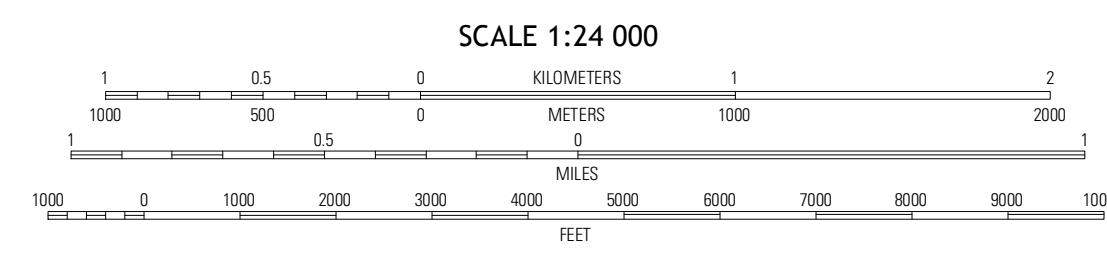 SCALE 1:24 000
1 0.5 0 KILOMETERS 1 2
1000 500 0 METERS 1000 2000
1 0.5 0 1
MILES
1000 0 1000 2000 3000 4000 5000 6000 7000 8000 9000 100
FEET